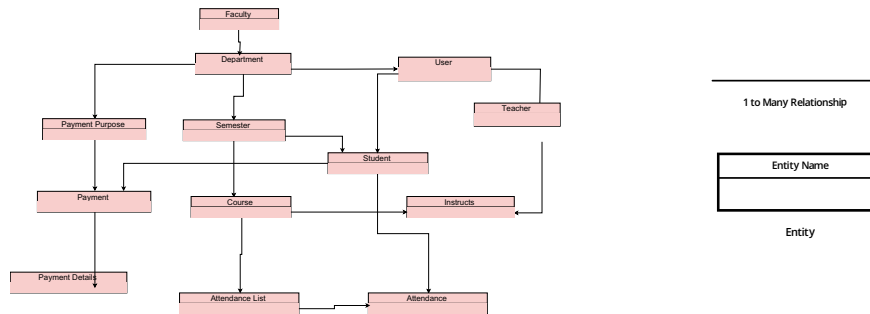 Faculty
Department
User
Teacher
Payment Purpose
Semester
Student
Payment
Course
Instructs
Payment Details
Attendance List
Attendance
1 to Many Relationship
Entity Name
Entity